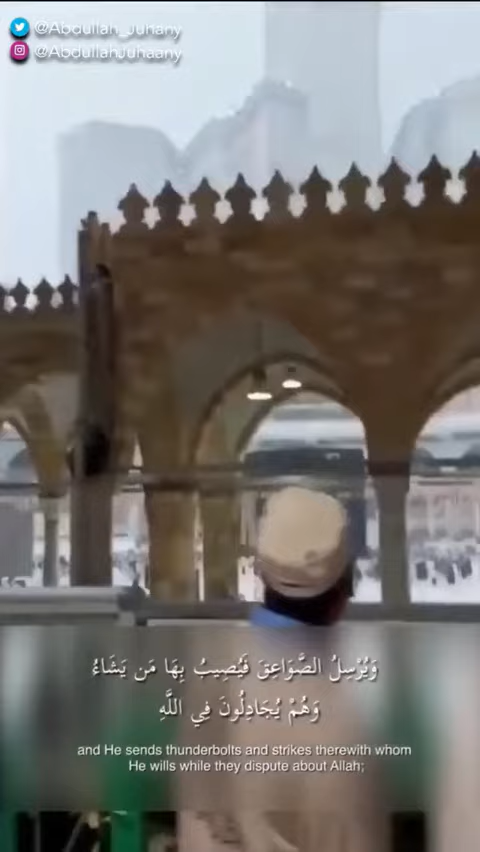 @Abdullah_Juhany
@AbdullahJuhaany
وَيُرْسِلُ الصَّوَاعِقَ فَيُصِيبُ بِهَا مَن يَشَاءُ
وَهُمْ يُجَادِلُونَ فِي اللَّهِ
and He sends thunderbolts and strikes therewith whom
He wills while they dispute about Allah;